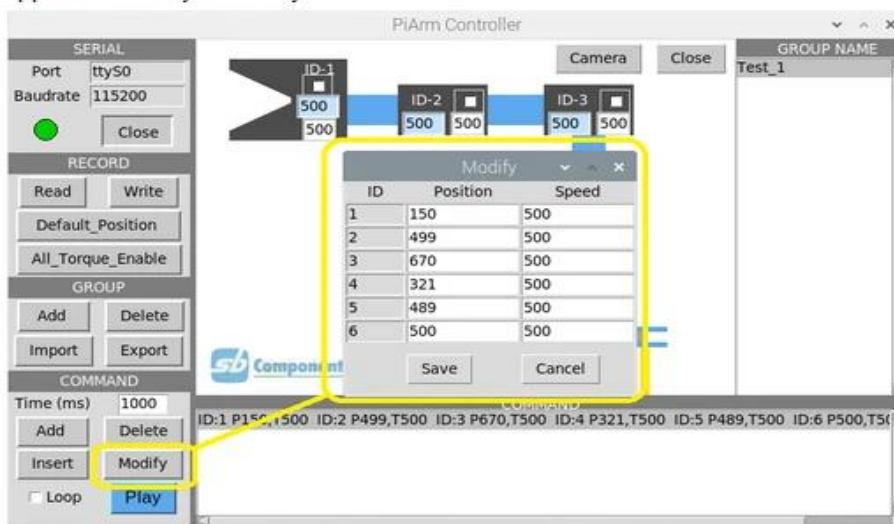 PiArm Controller
SERIAL
Port ttyS0
Baudrate 115200
Close
RECORD
Read Write
Default_Position
All_Torque_Enable
GROUP
Add Delete
Import Export
COMMAND
Time (ms) 1000
Add Delete
Insert Modify
Loop Play
Camera Close
ID-1
500
500
ID-2
500 500
ID-3
500 500
Modify
ID Position Speed
1 150 500
2 499 500
3 670 500
4 321 500
5 489 500
6 500 500
Save Cancel
sb Component
GROUP NAME
Test_1
COMMAND
ID:1 P150,T500 ID:2 P499,T500 ID:3 P670,T500 ID:4 P321,T500 ID:5 P489,T500 ID:6 P500,T50